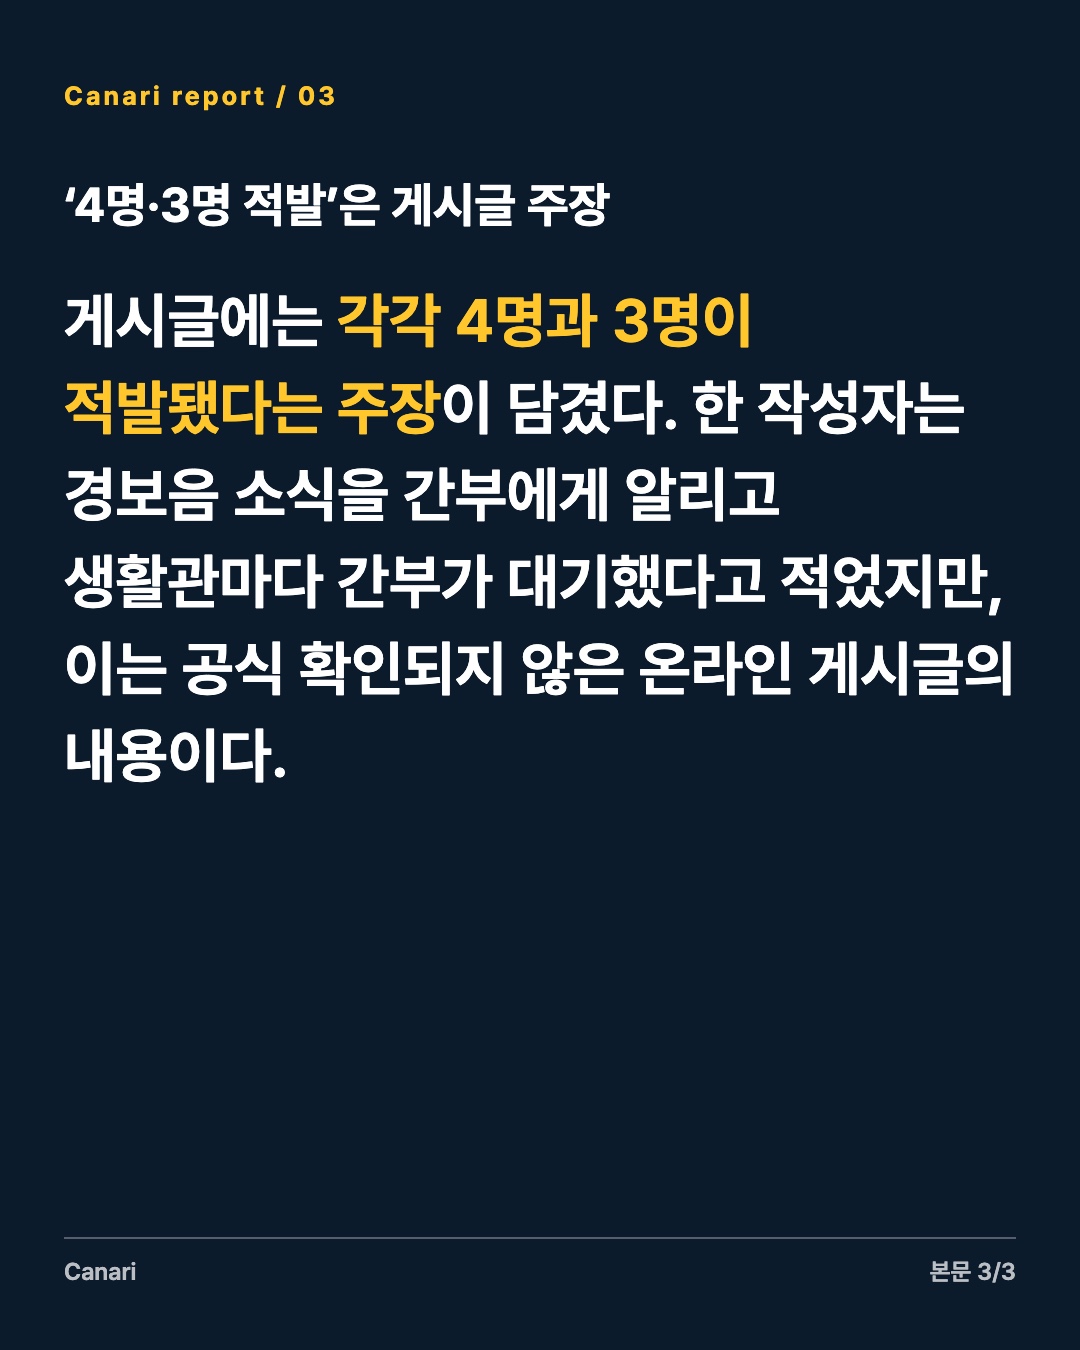 Canari report / 03
‘4명·3명 적발’은 게시글 주장
게시글에는 각각 4명과 3명이
적발됐다는 주장이 담겼다. 한 작성자는
경보음 소식을 간부에게 알리고
생활관마다 간부가 대기했다고 적었지만,
이는 공식 확인되지 않은 온라인 게시글의
내용이다.
Canari
본문 3/3